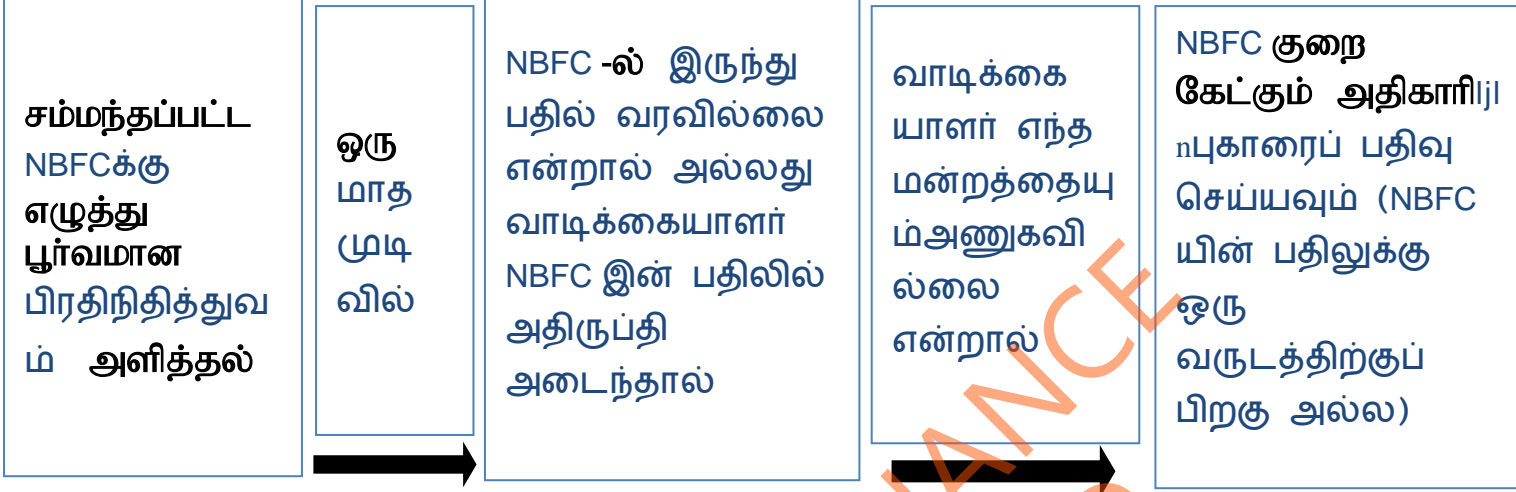 சம்மந்தப்பட்ட
NBFCக்கு
எழுத்து
பூர்வமான
பிரதிநிதித்துவ
ம் அளித்தல்
ஒரு
மாத
முடி
வில்
NBFC -ல் இருந்து
பதில் வரவில்லை
என்றால் அல்லது
வாடிக்கையாளர்
NBFC இன் பதிலில்
அதிருப்தி
அடைந்தால்
வாடிக்கை
யாளர் எந்த
மன்றத்தையு
ம்அணுகவி
ல்லை
என்றால்
NBFC குறை
கேட்கும் அதிகாரிljl
nபுகாரைப் பதிவு
செய்யவும் (NBFC
யின் பதிலுக்கு
ஒரு
வருடத்திற்குப்
பிறகு அல்ல)